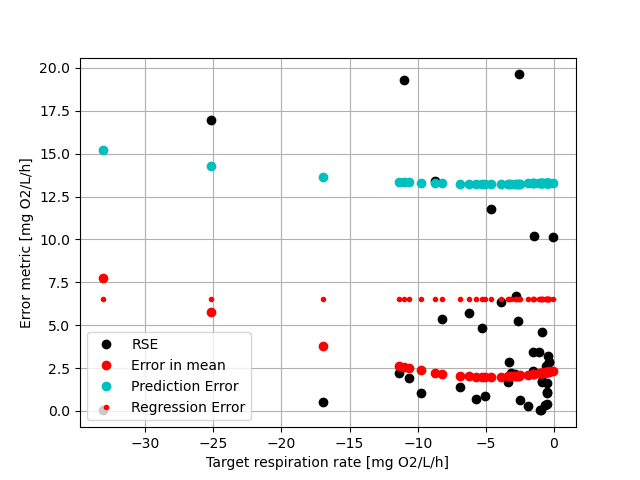 20.0
17.5
15.0
12.5
10.0
7.5
5.0
2.5
0.0
Error metric [mg O2/L/h]
RSE
Error in mean
Prediction Error
Regression Error
−30 −25 −20 −15 −10 −5 0
Target respiration rate [mg O2/L/h]